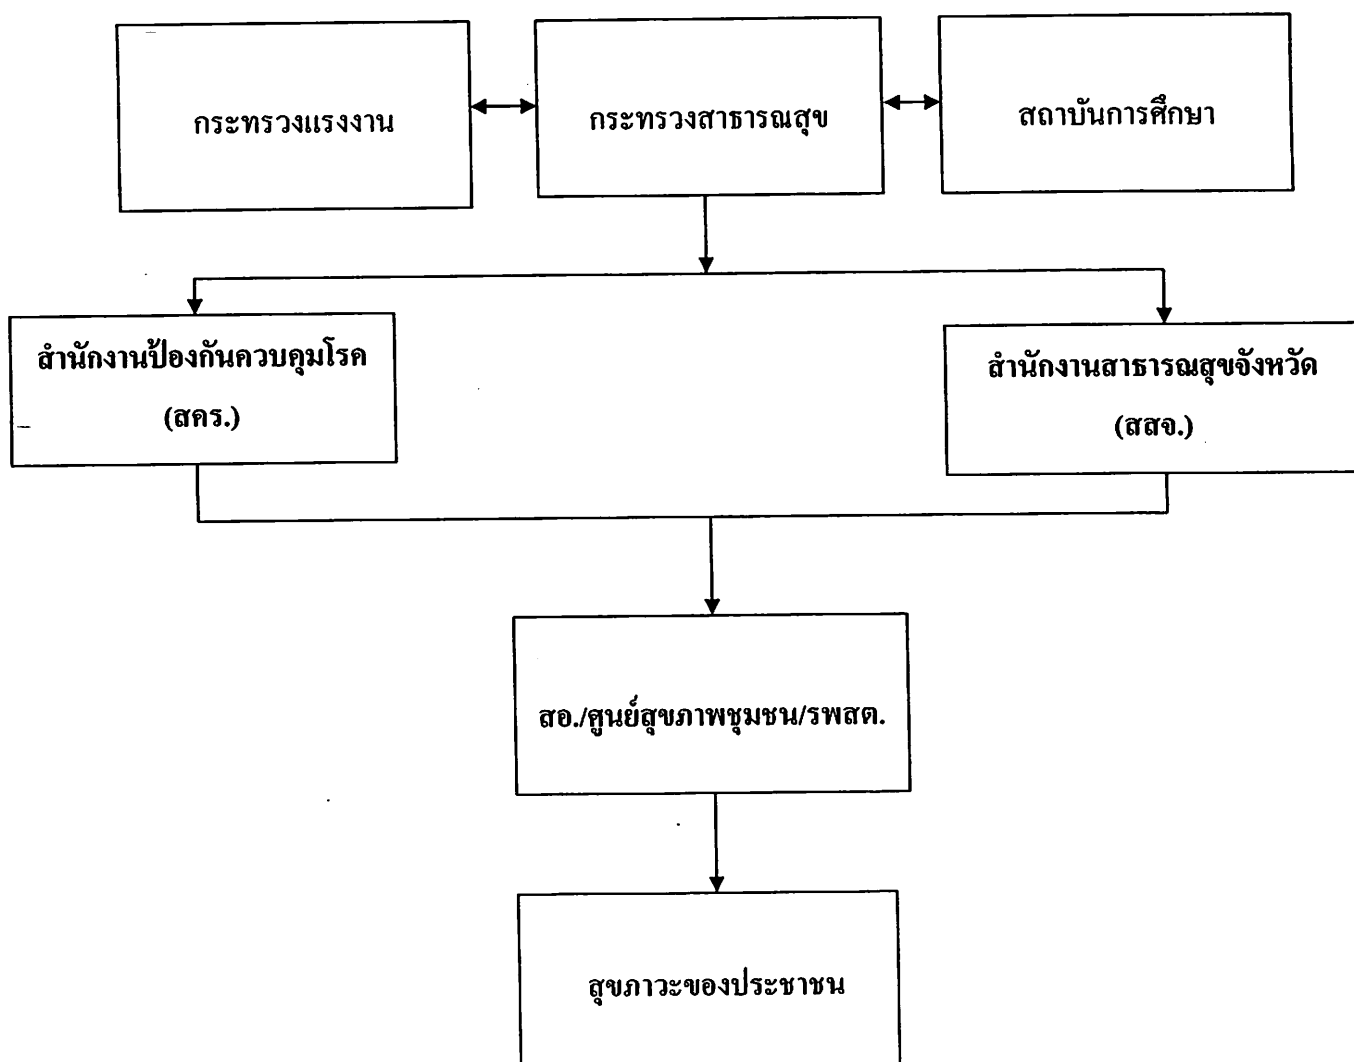 กระทรวงแรงงาน
กระทรวงสาธารณสุข
สถาบันการศึกษา
สำนักงานป้องกันควบคุมโรค
(สคร.)
สำนักงานสาธารณสุขจังหวัด
(สสจ.)
สอ./ศูนย์สุขภาพชุมชน/รพสต.
สุขภาวะของประชาชน